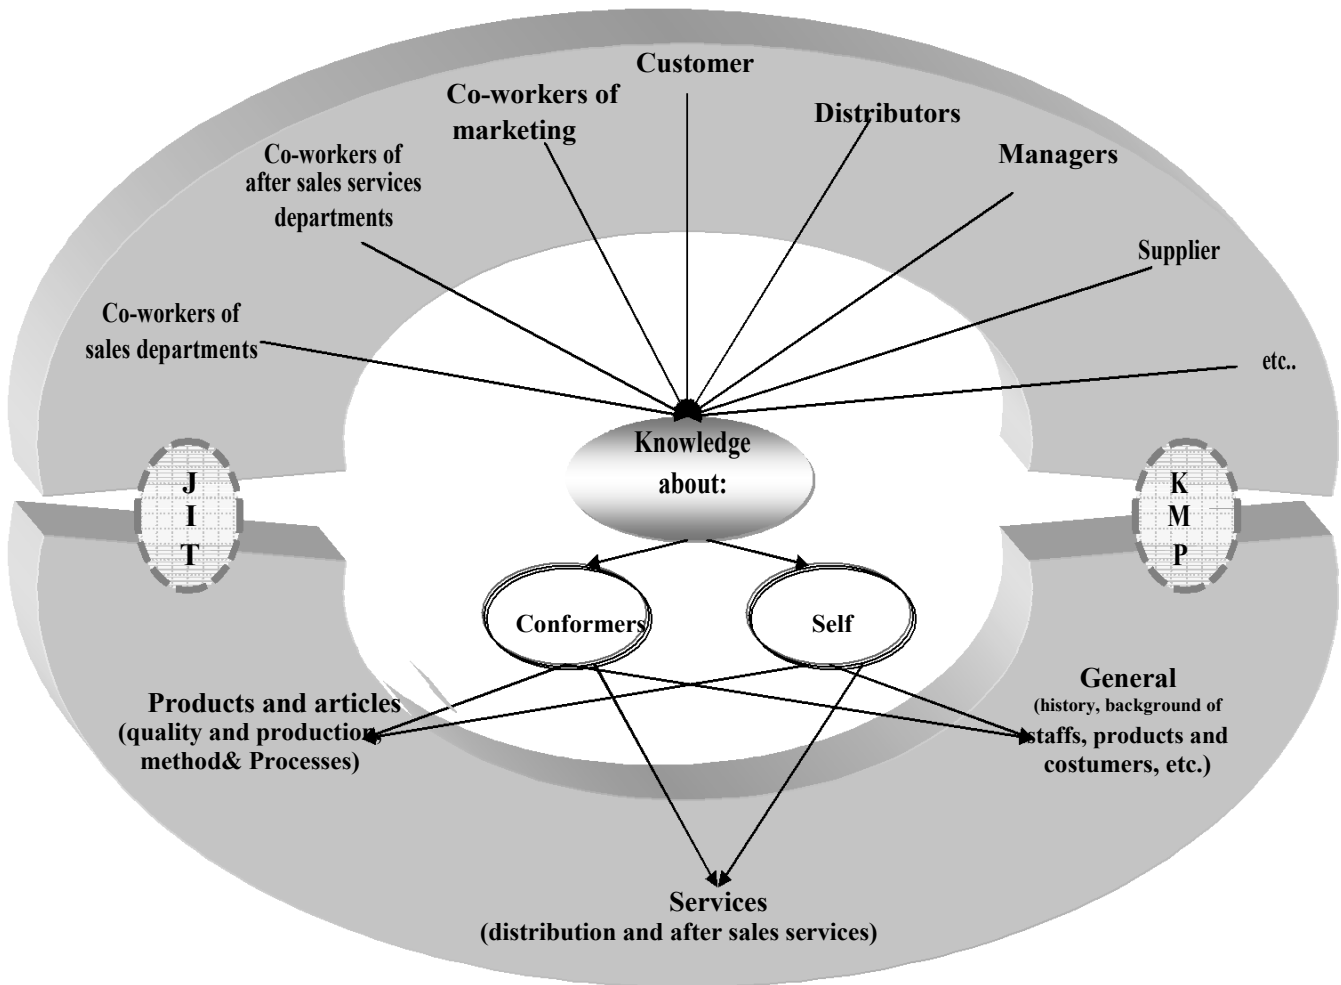 Customer
Co-workers of
marketing
Distributors
Managers
Co-workers of
after sales services
departments
Supplier
Co-workers of
sales departments
etc..
Knowledge
about:
J
I
T
K
M
P
Conformers
Self
Products and articles
(quality and production,
method& Processes)
General
(history, background of
staffs, products and
costumers, etc.)
Services
(distribution and after sales services)